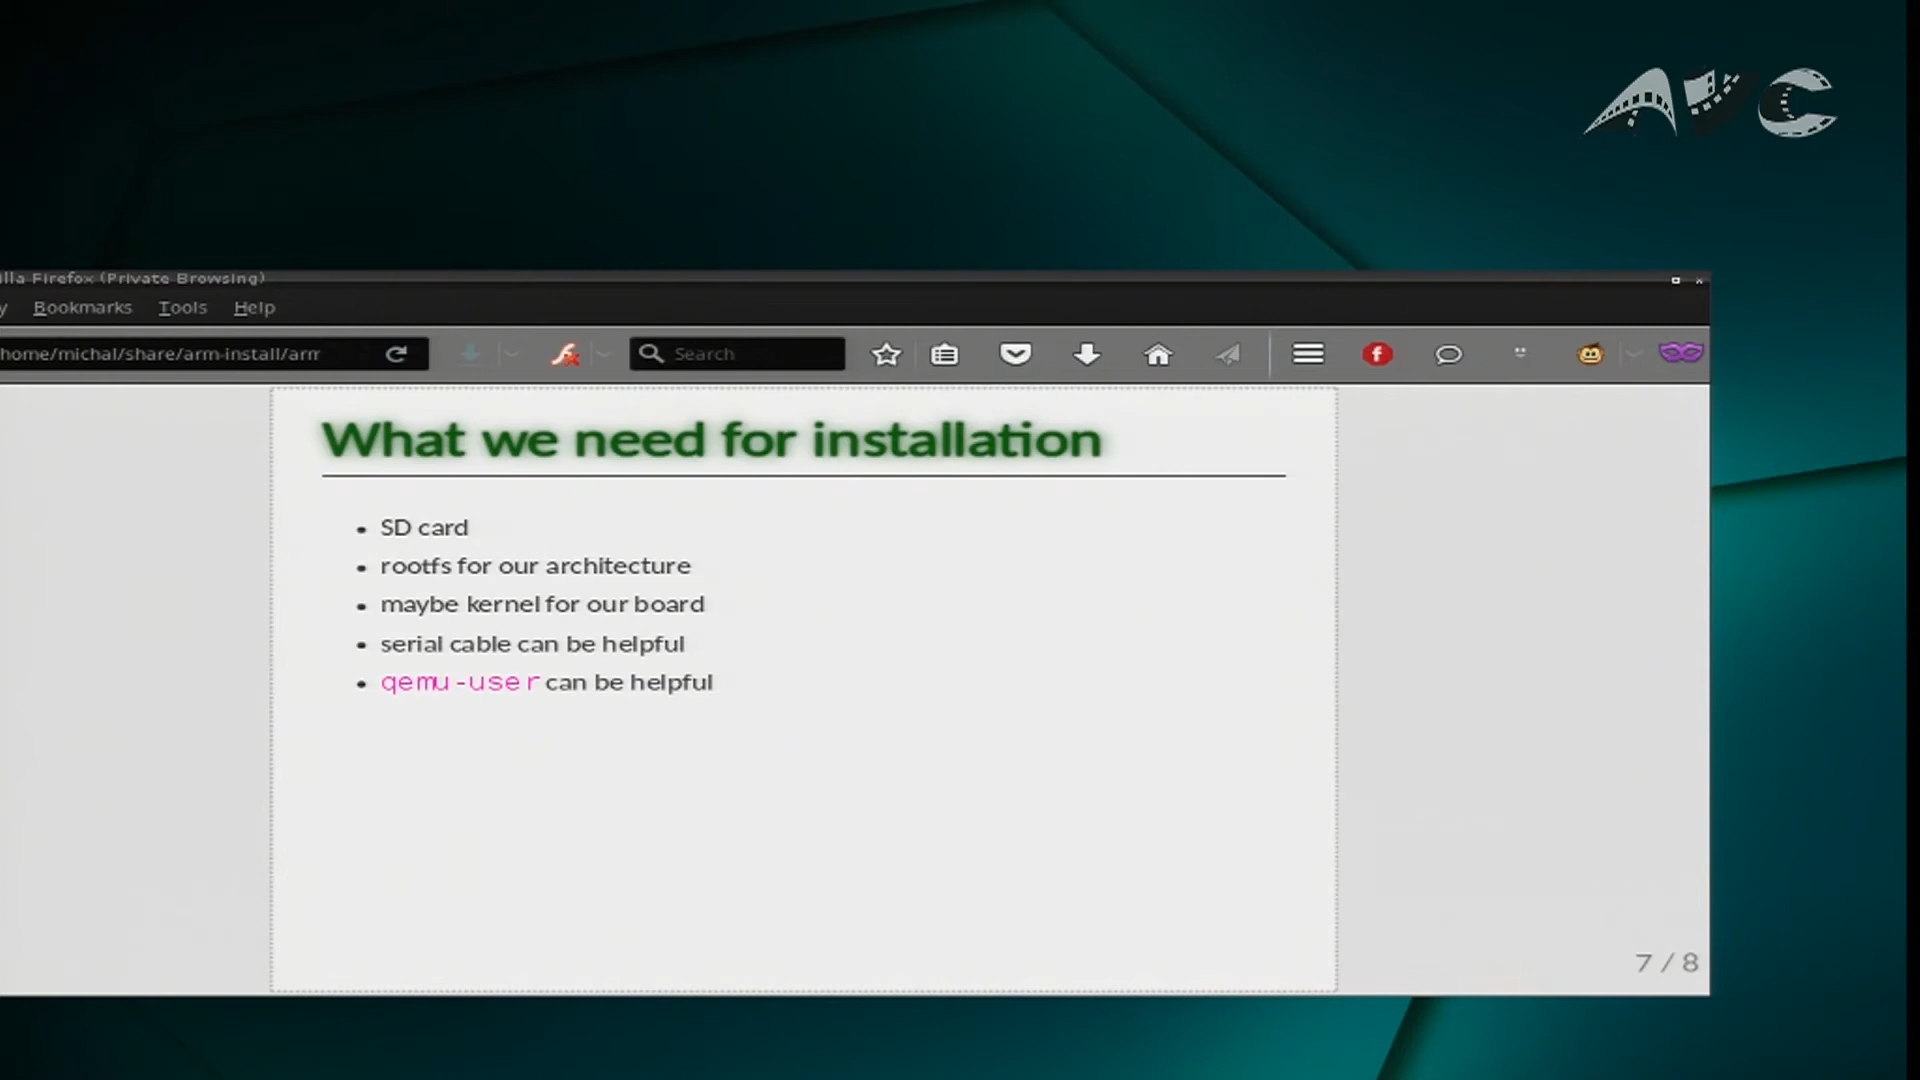 AVC
illa Firefox (Private Browsing)
y Bookmarks Tools Help
home/michal/share/arm-install/arm
Search
What we need for installation
• SD card
• rootfs for our architecture
• maybe kernel for our board
• serial cable can be helpful
• qemu-user can be helpful
7 / 8